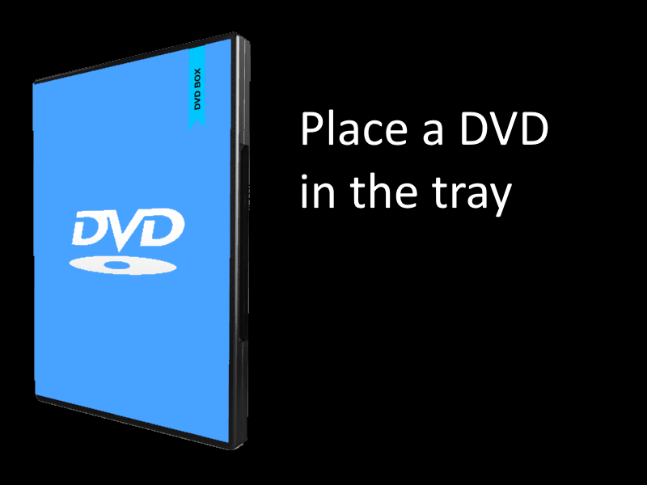 DVD BOX
DVD
Place a DVD
in the tray